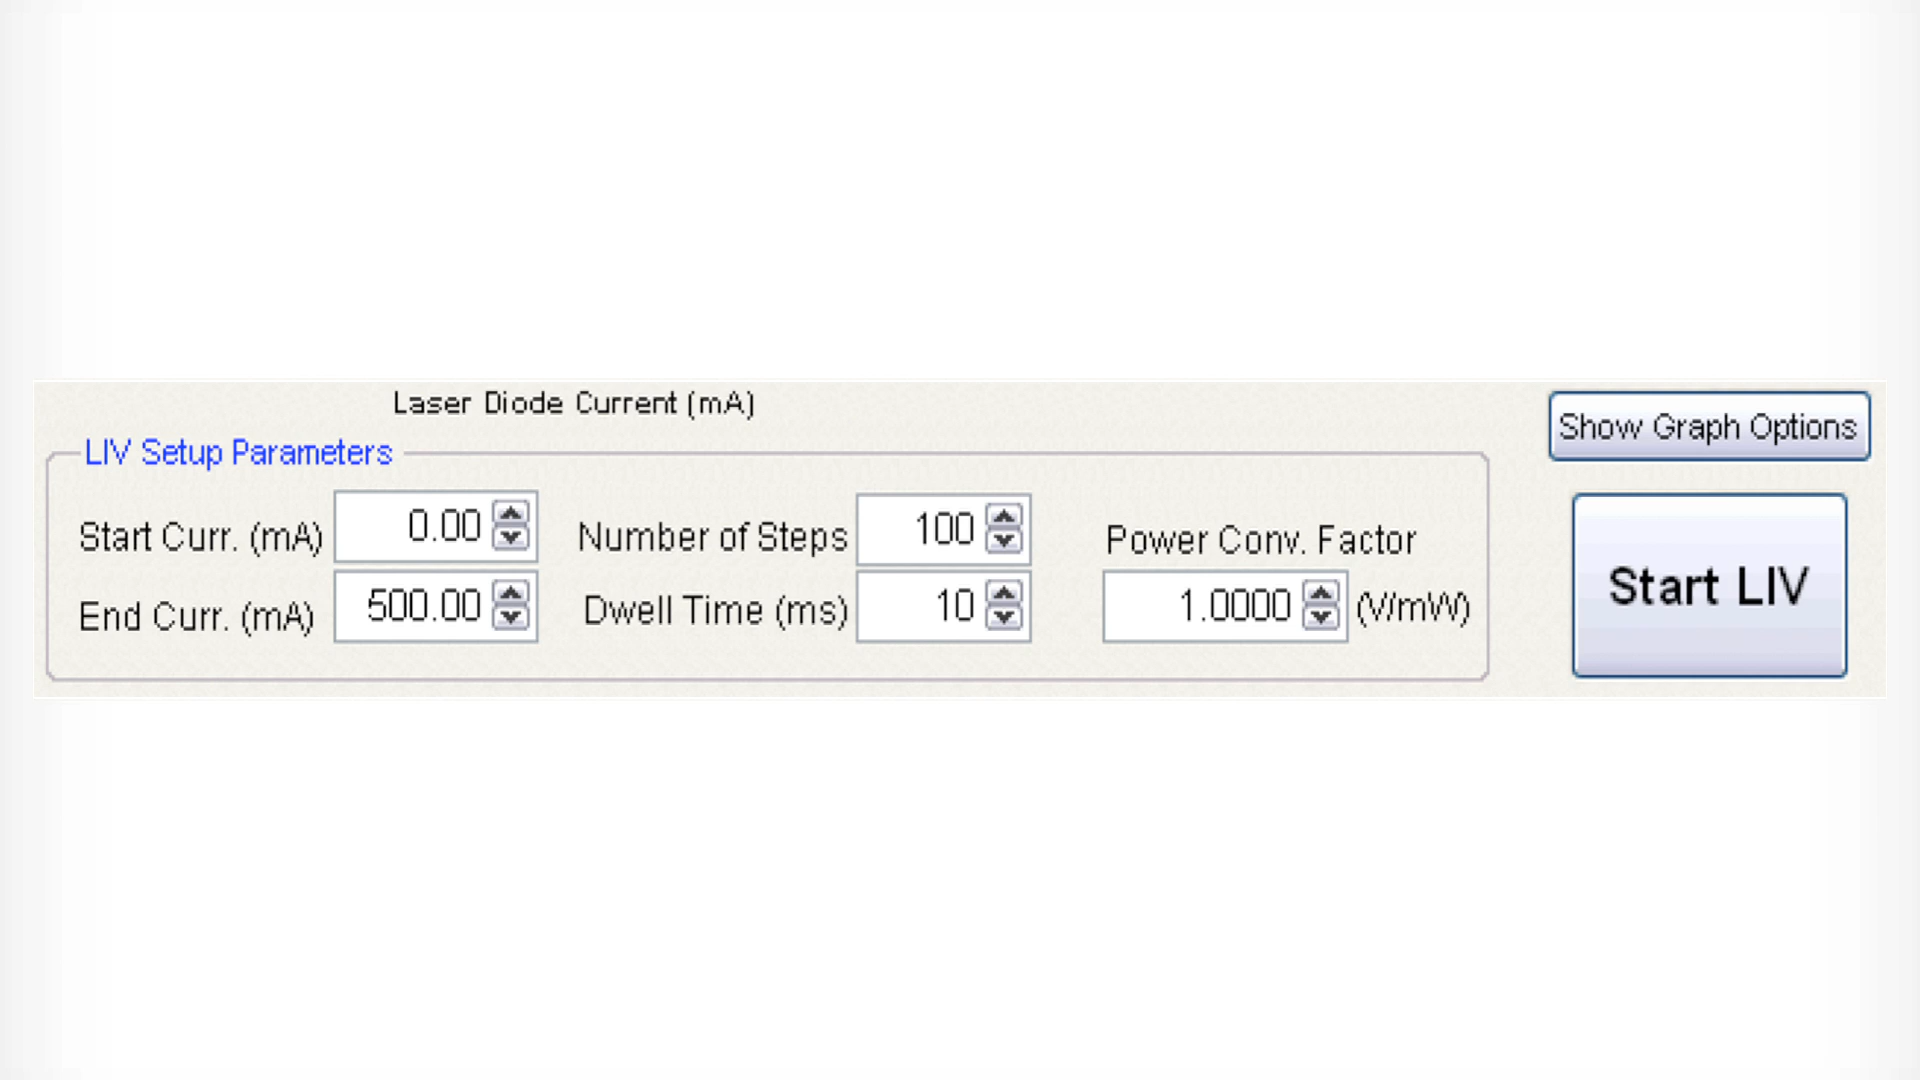 Laser Diode Current (mA)
Show Graph Options
LIV Setup Parameters
Start Curr. (mA) 0.00 Number of Steps 100 Power Conv. Factor
End Curr. (mA) 500.00 Dwell Time (ms) 10 1.0000 (V/mW)
Start LIV